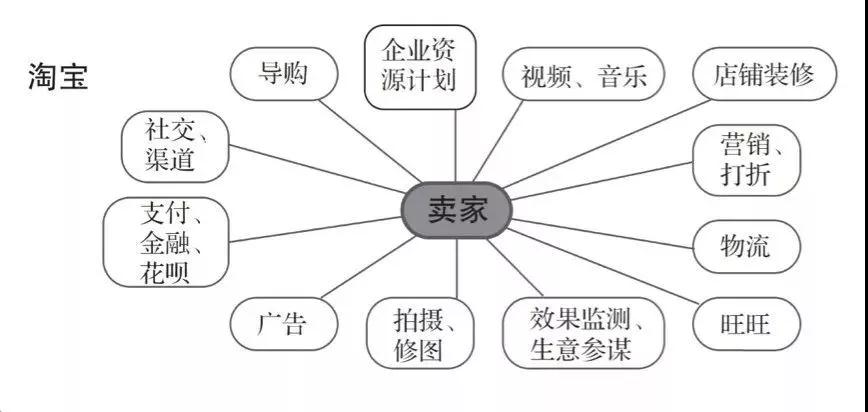 淘宝
导购
企业资
源计划
视频、音乐
店铺装修
社交、
渠道
营销、
打折
支付、
金融、
花呗
卖家
物流
广告
拍摄、
修图
效果监测、
生意参谋
旺旺